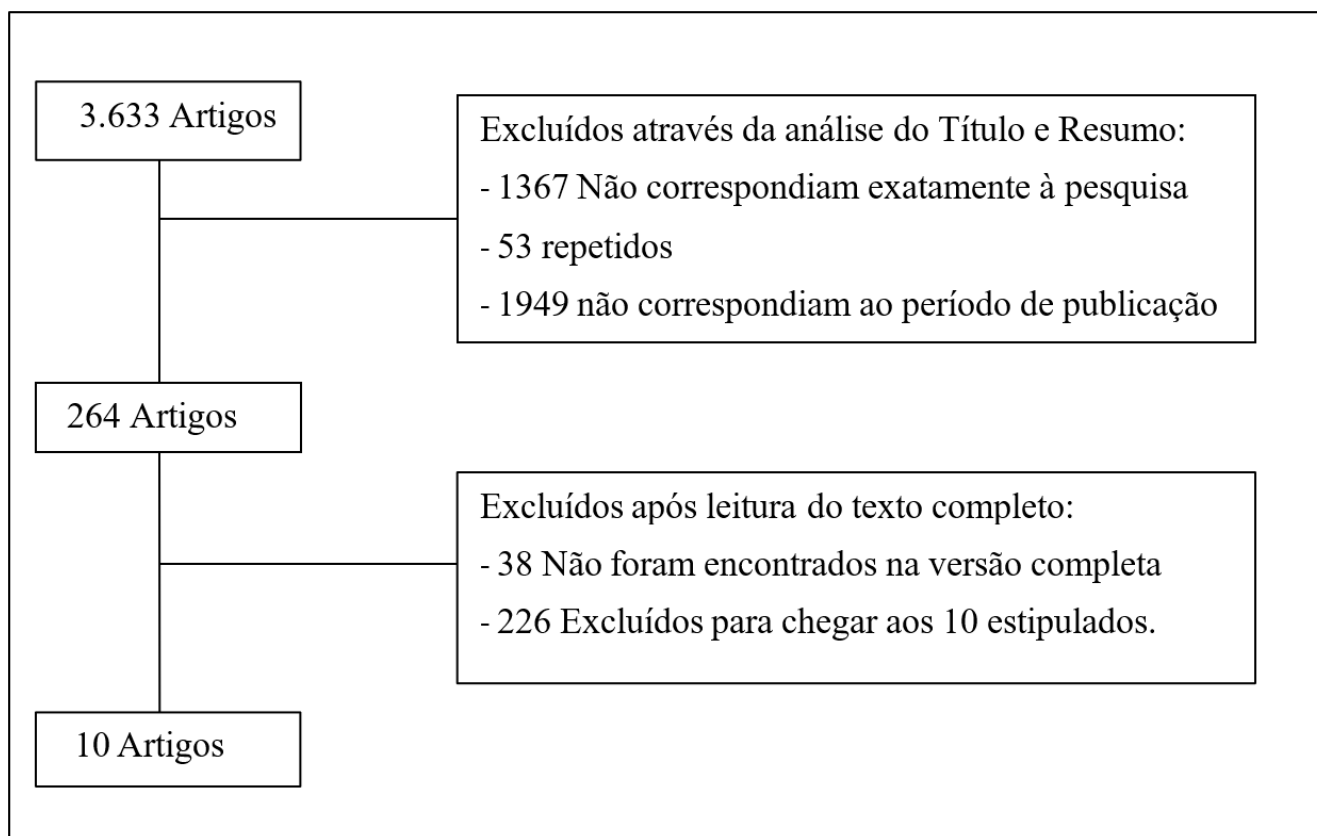 3.633 Artigos
Excluídos através da análise do Título e Resumo:
- 1367 Não correspondiam exatamente à pesquisa
- 53 repetidos
- 1949 não correspondiam ao período de publicação
264 Artigos
Excluídos após leitura do texto completo:
- 38 Não foram encontrados na versão completa
- 226 Excluídos para chegar aos 10 estipulados.
10 Artigos